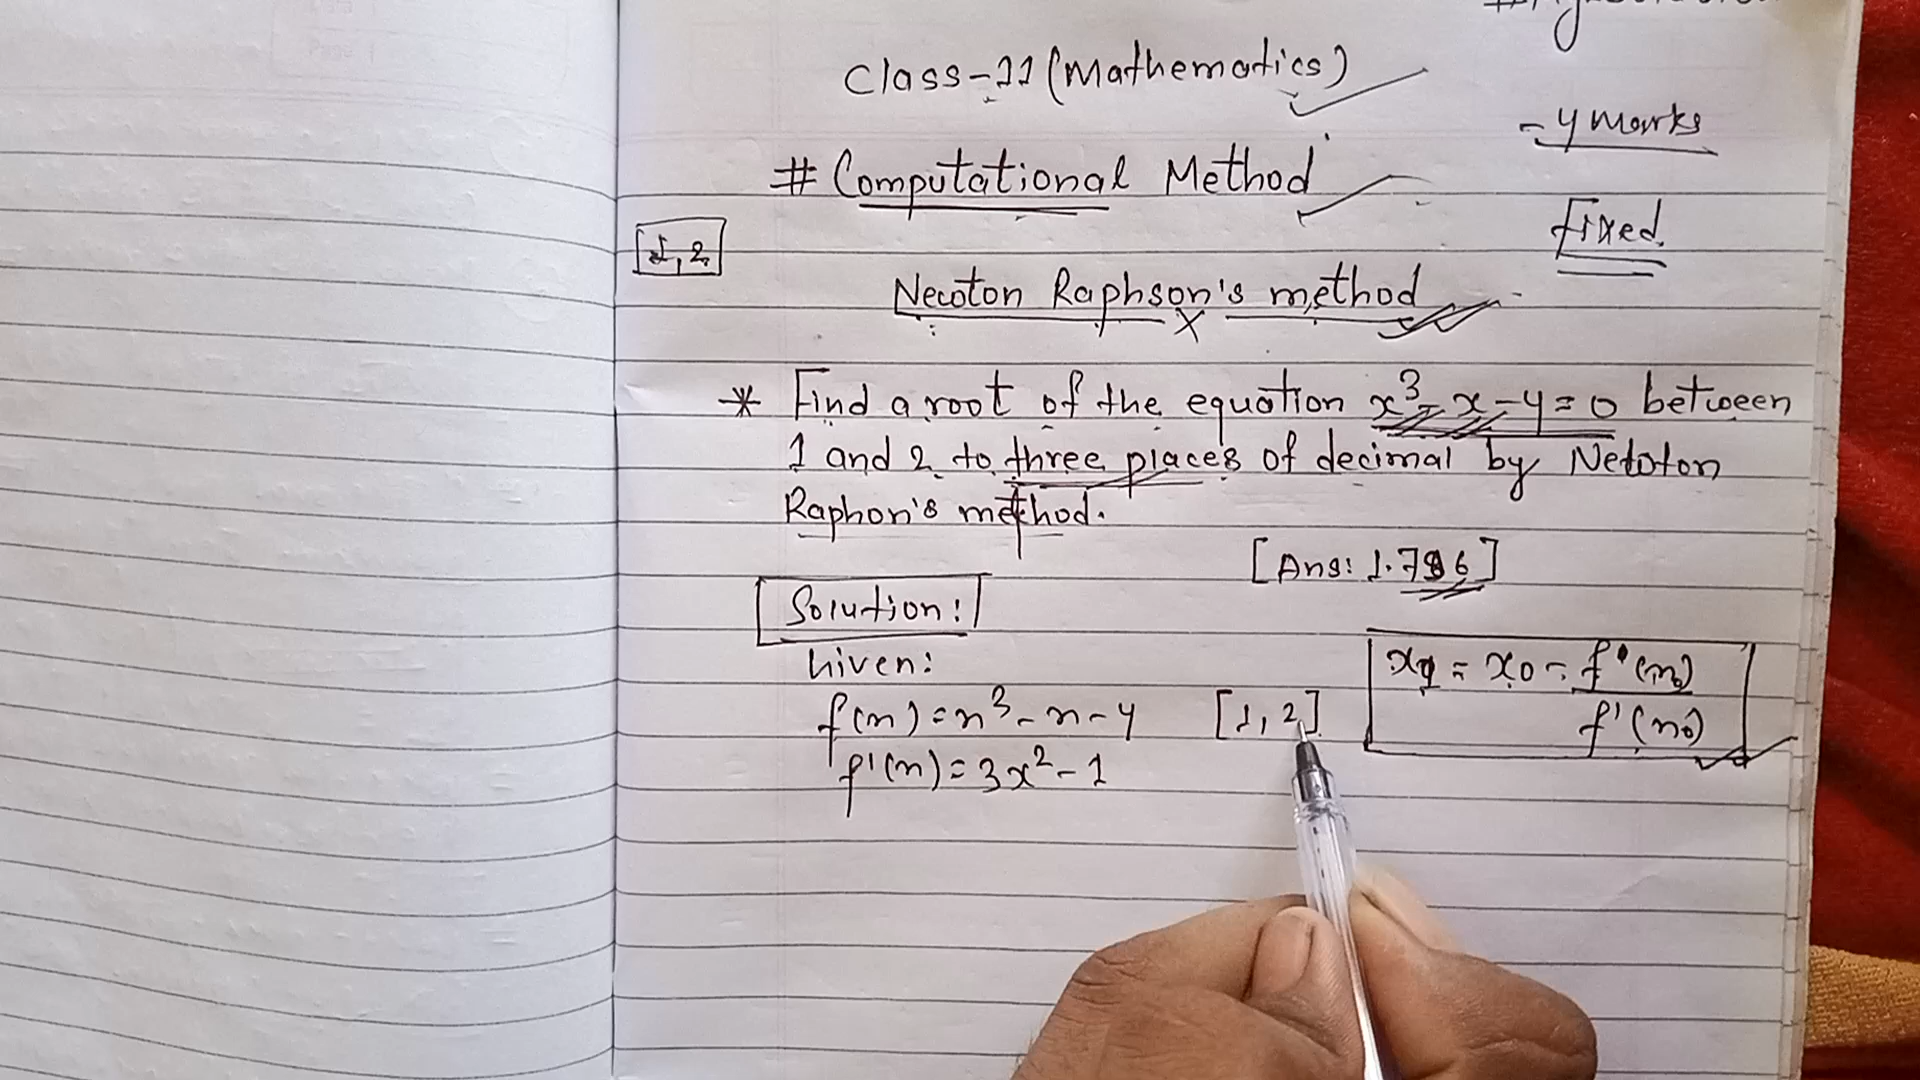 Class-11 (Mathematics)
- 4 marks
# Computational Method
Fixed.
[1, 2]
Newton Raphson's method
* Find a root of the equation x³-x-4=0 between
1 and 2 to three places of decimal by Newton
Raphon's method.
[Ans: 1.796]
Solution:
Given:
f(x)=x³-x-4 [1, 2]
f'(x)=3x²-1
x1 = x0 - f(x0)
f'(x0)